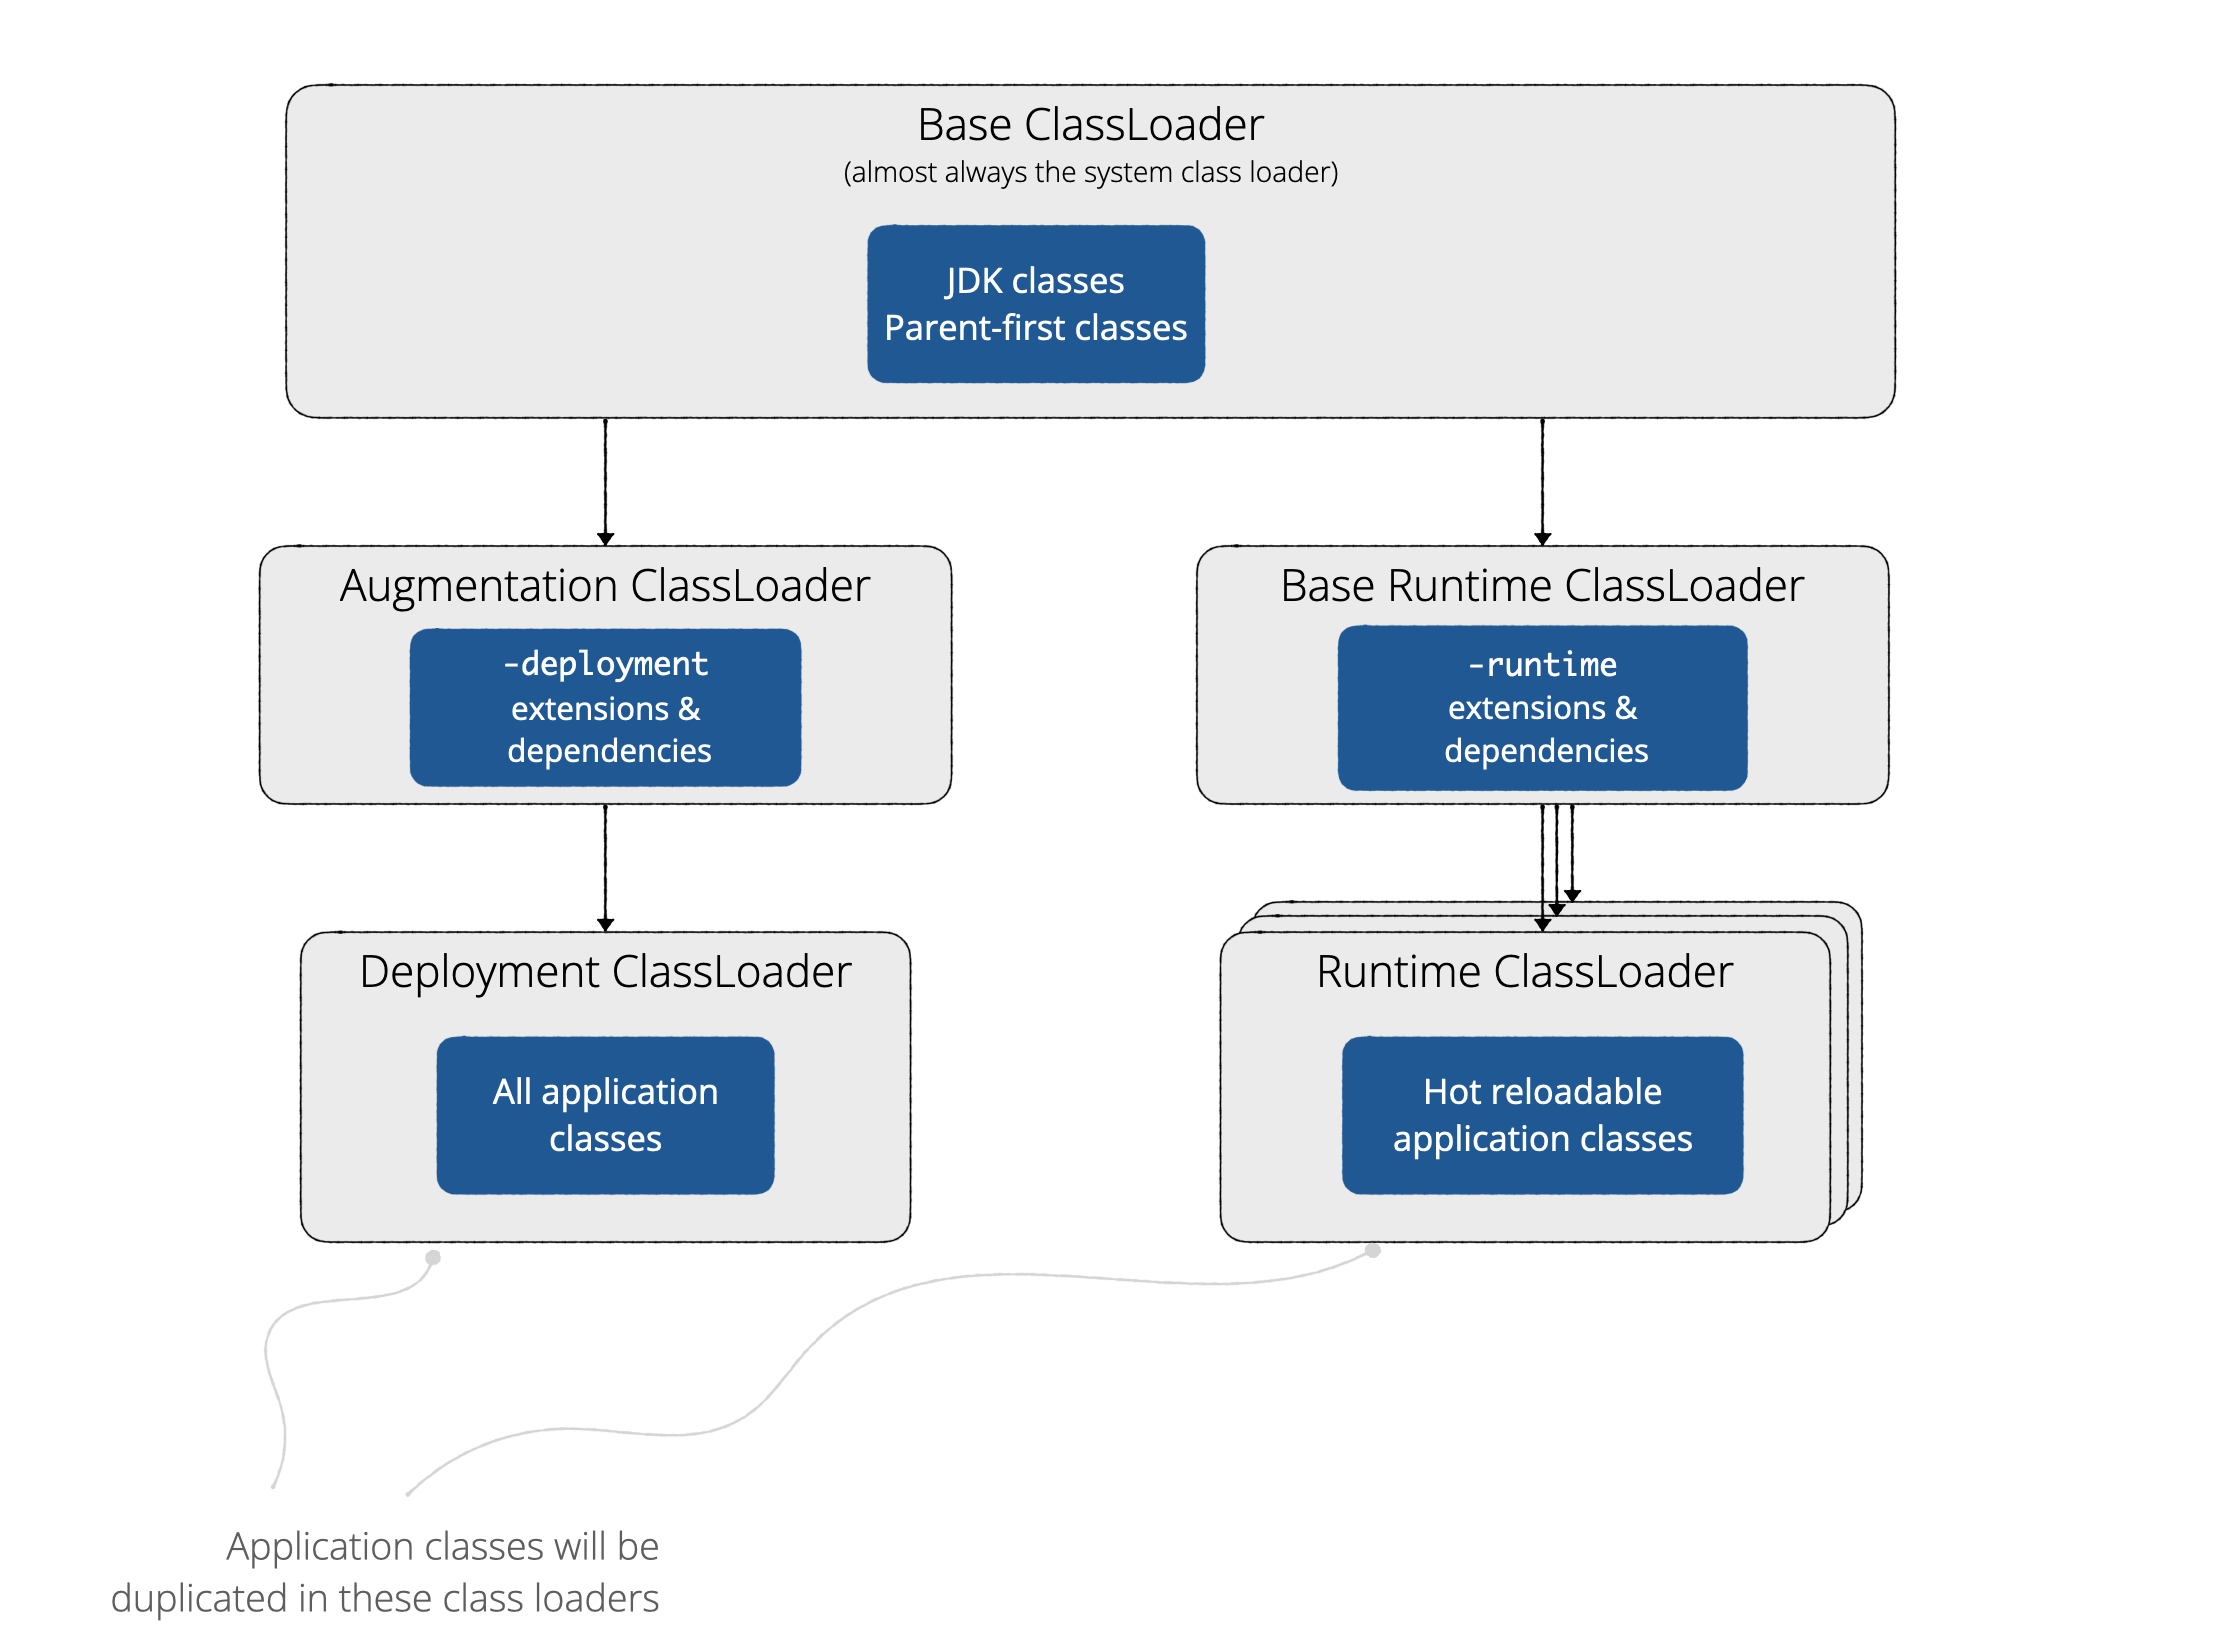 Base ClassLoader
(almost always the system class loader)
JDK classes
Parent-first classes
Augmentation ClassLoader
-deployment
extensions &
dependencies
Base Runtime ClassLoader
-runtime
extensions &
dependencies
Deployment ClassLoader
All application
classes
Runtime ClassLoader
Hot reloadable
application classes
Application classes will be
duplicated in these class loaders